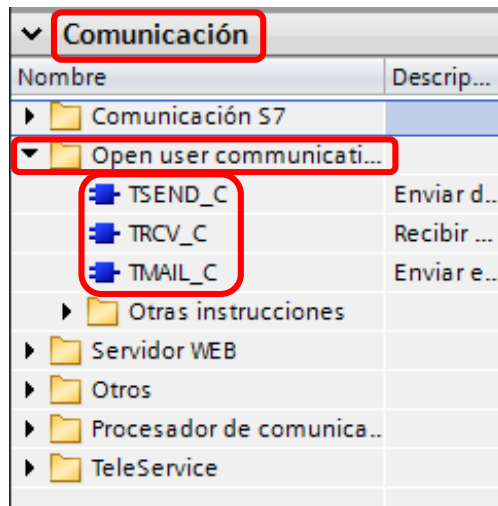 Comunicación
Nombre Descrip...
Comunicación S7
Open user communicati...
TSEND_C Enviar d..
TRCV_C Recibir ...
TMAIL_C Enviar e..
Otras instrucciones
Servidor WEB
Otros
Procesador de comunica..
TeleService